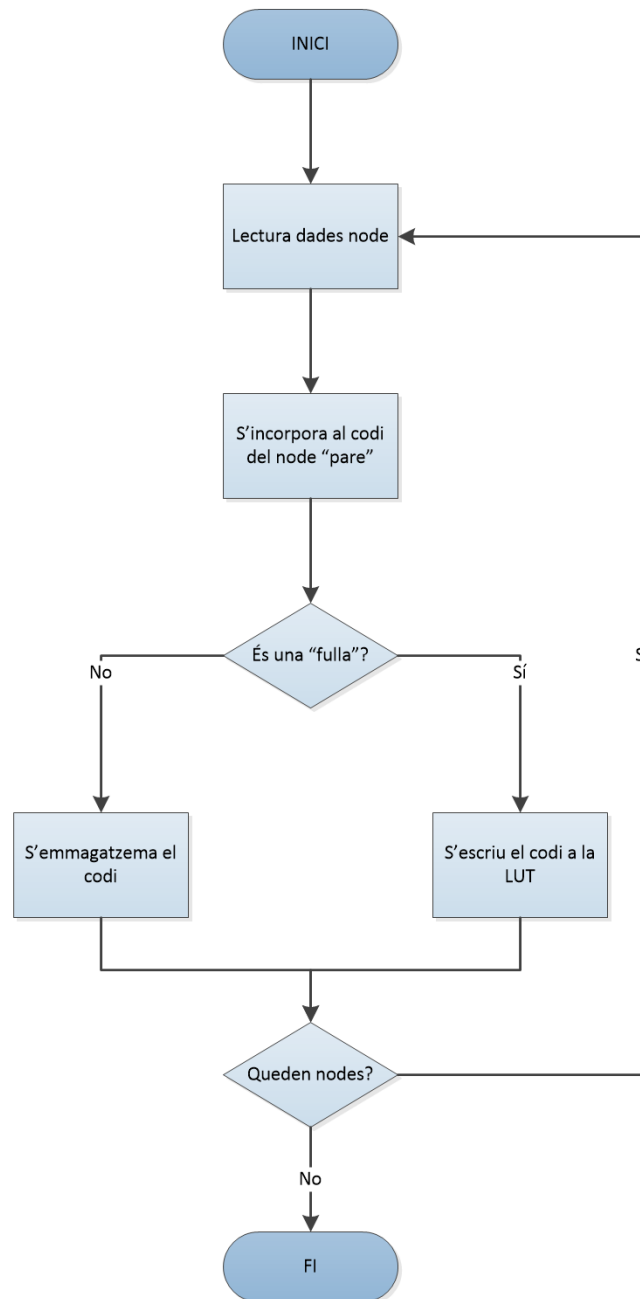 INICI
Lectura dades node
S’incorpora al codi
del node “pare”
És una “fulla”?
No
Sí
S’emmagatzema el
codi
S’escriu el codi a la
LUT
Queden nodes?
No
FI